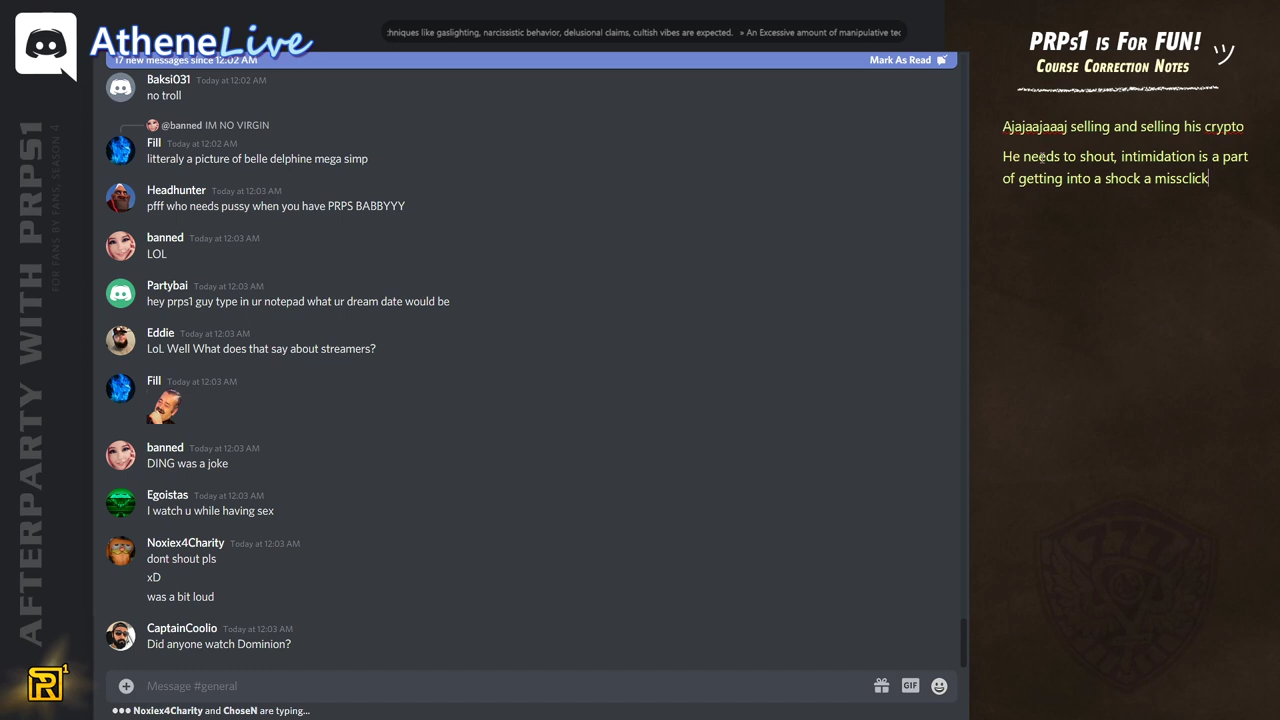 AtheneLive
:hniques like gaslighting, narcissistic behavior, delusional claims, cultish vibes are expected.   » An Excessive amount of manipulative tec
17 new messages since 12:02 AM
Mark As Read
Baksi031 Today at 12:02 AM
no troll
@banned IM NO VIRGIN
Fill Today at 12:02 AM
litteraly a picture of belle delphine mega simp
Headhunter Today at 12:03 AM
pfff who needs pussy when you have PRPS BABBYYY
banned Today at 12:03 AM
LOL
Partybai Today at 12:03 AM
hey prps1 guy type in ur notepad what ur dream date would be
Eddie Today at 12:03 AM
LoL Well What does that say about streamers?
Fill Today at 12:03 AM
banned Today at 12:03 AM
DING was a joke
Egoistas Today at 12:03 AM
I watch u while having sex
Noxiex4Charity Today at 12:03 AM
dont shout pls
xD
was a bit loud
CaptainCoolio Today at 12:03 AM
Did anyone watch Dominion?
Message #general
GIF
Noxiex4Charity and ChoseN are typing...
AFTERPARTY WITH PRPS1
FOR FANS BY FANS, SEASON 4
R1
PRPs1 is For FUN!
Course Correction Notes
ツ
Ajajaajaaaj selling and selling his crypto
He needs to shout, intimidation is a part
of getting into a shock a missclick
777